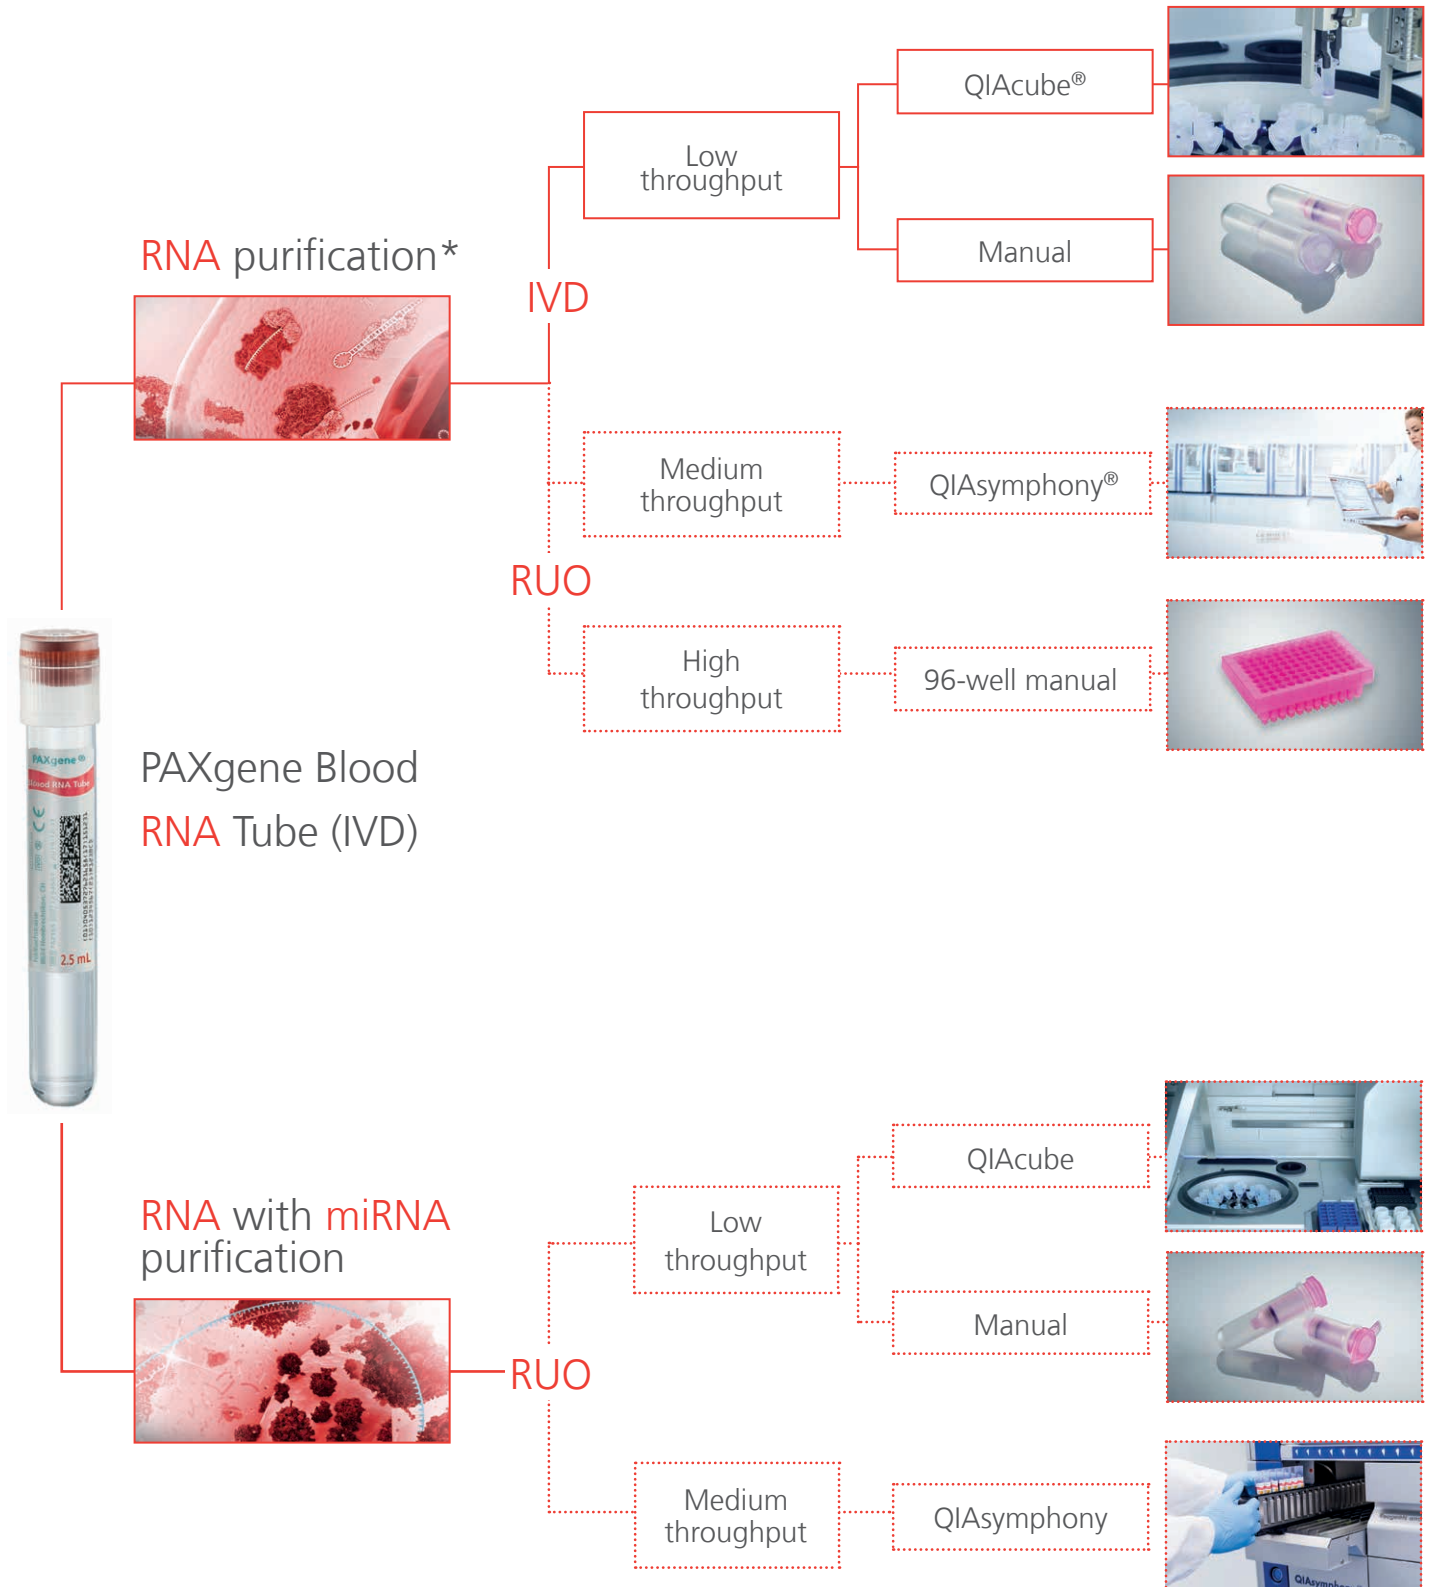 QIAcube®
Low
throughput
Manual
RNA purification*
IVD
Medium
throughput
QIAsymphony®
RUO
High
throughput
96-well manual
PAXgene®
Blood RNA Tube
2.5 mL
PAXgene Blood
RNA Tube (IVD)
QIAcube
Low
throughput
Manual
RNA with miRNA
purification
RUO
Medium
throughput
QIAsymphony
QIAsymphony